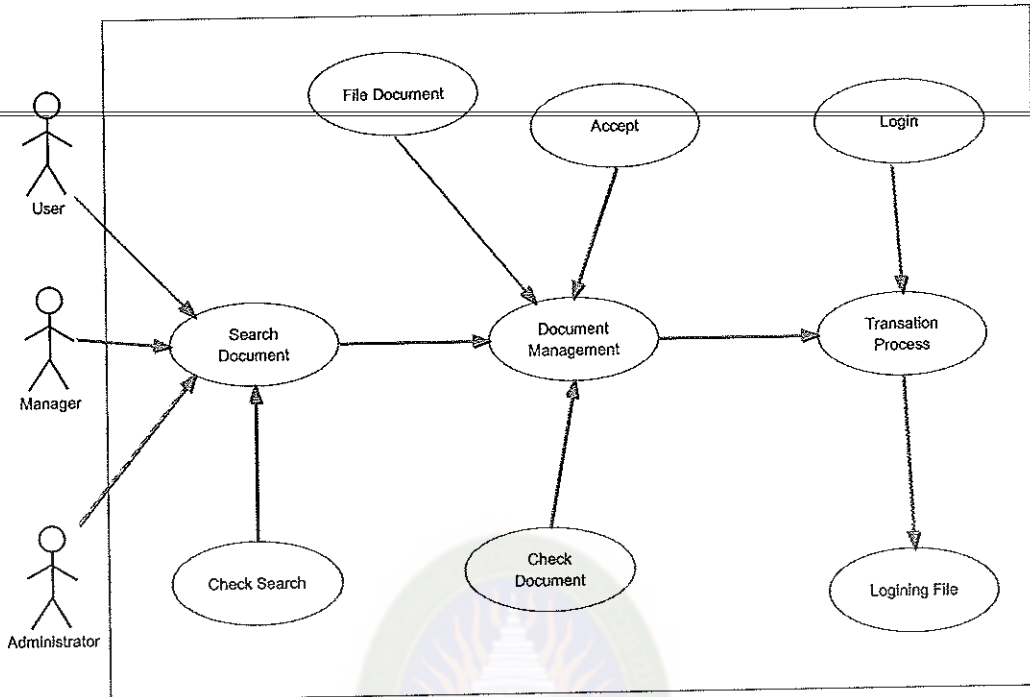 File Document
Accept
Login
User
Search
Document
Document
Management
Transation
Process
Manager
Check Search
Check
Document
Logining File
Administrator